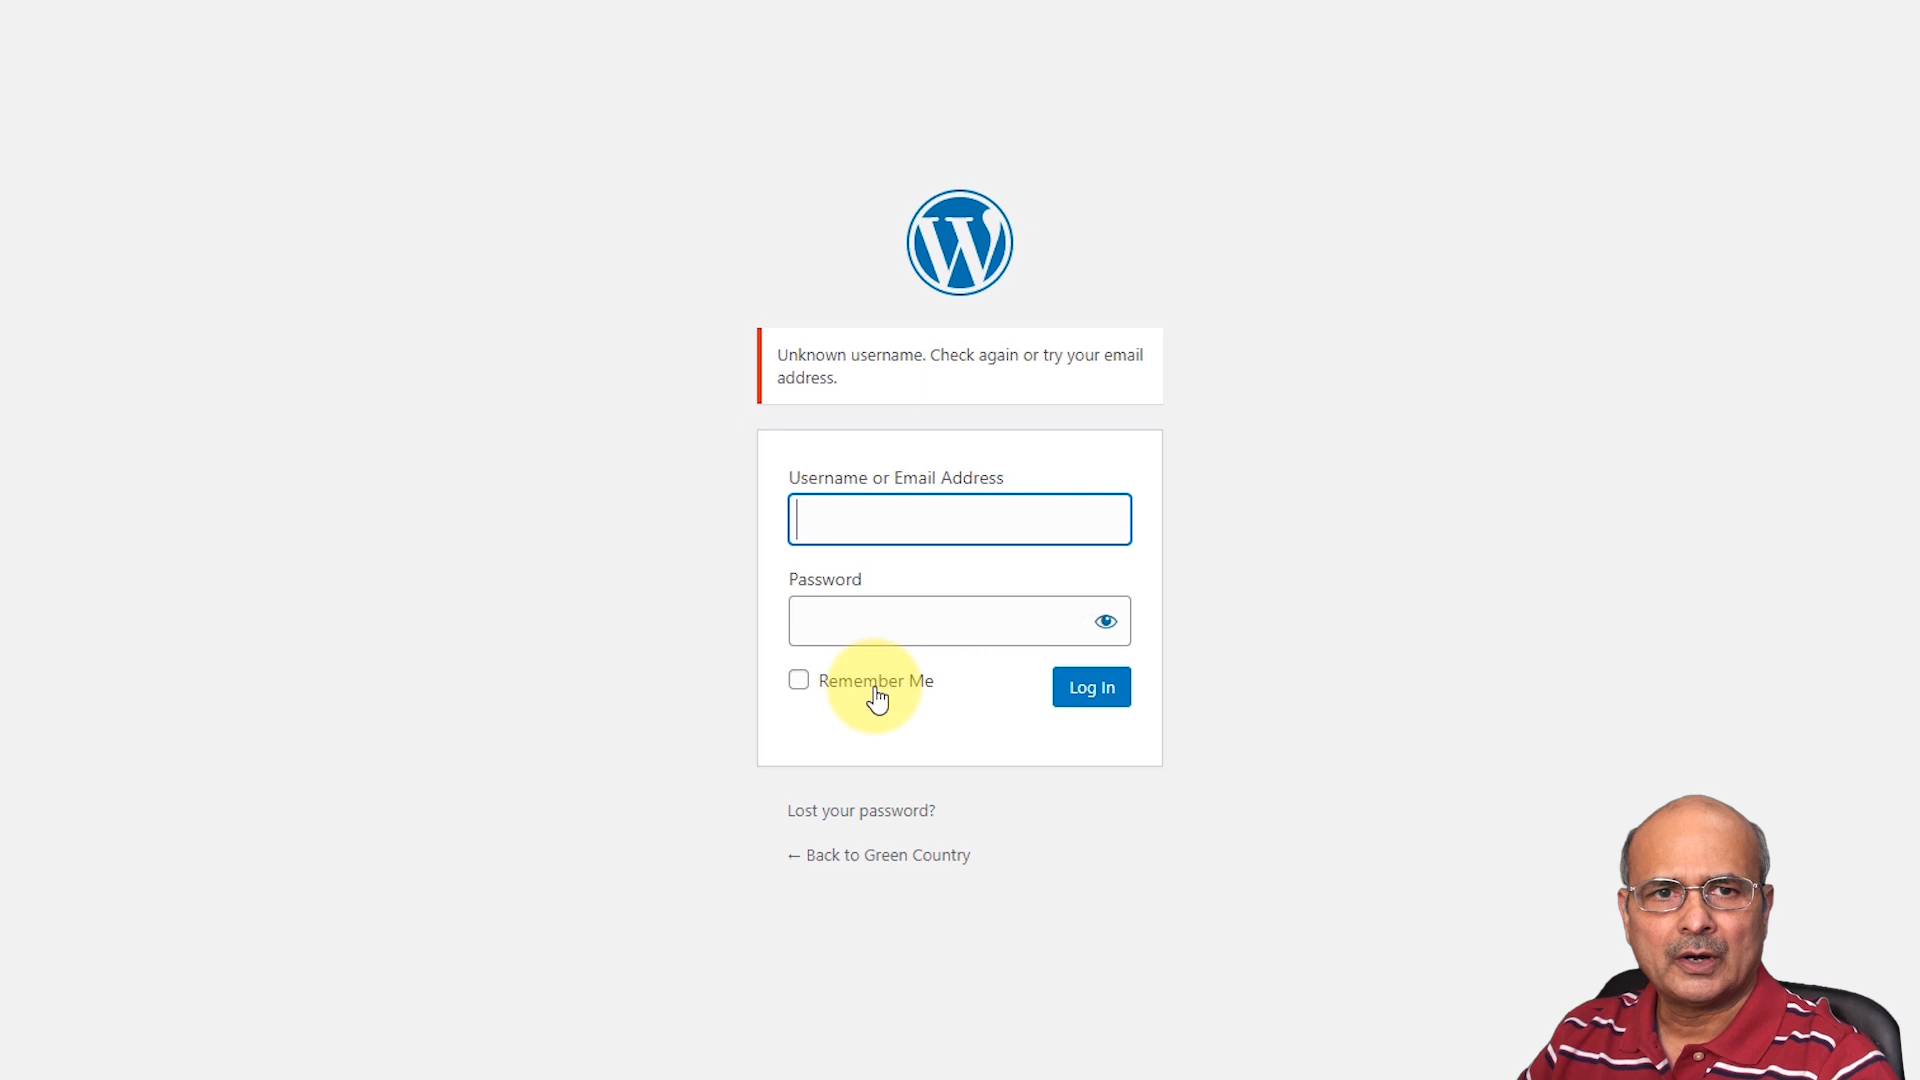 Unknown username. Check again or try your email
address.
Username or Email Address
Password
Remember Me
Log In
Lost your password?
← Back to Green Country